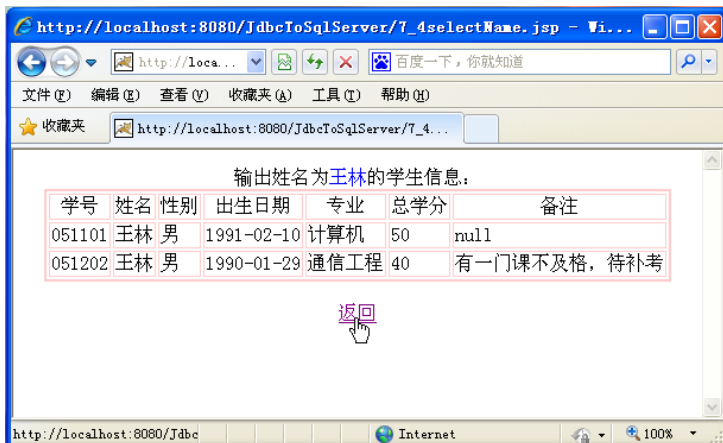 http://localhost:8080/JdbcToSqlServer/7_4selectName.jsp - Wi...
http://loca... 百度一下，你就知道
文件(F) 编辑(E) 查看(V) 收藏夹(A) 工具(T) 帮助(H)
收藏夹 http://localhost:8080/JdbcToSqlServer/7_4...
输出姓名为王林的学生信息：
学号 姓名 性别 出生日期 专业 总学分 备注
051101 王林 男 1991-02-10 计算机 50 null
051202 王林 男 1990-01-29 通信工程 40 有一门课不及格，待补考
返回
http://localhost:8080/Jdbc Internet 100%